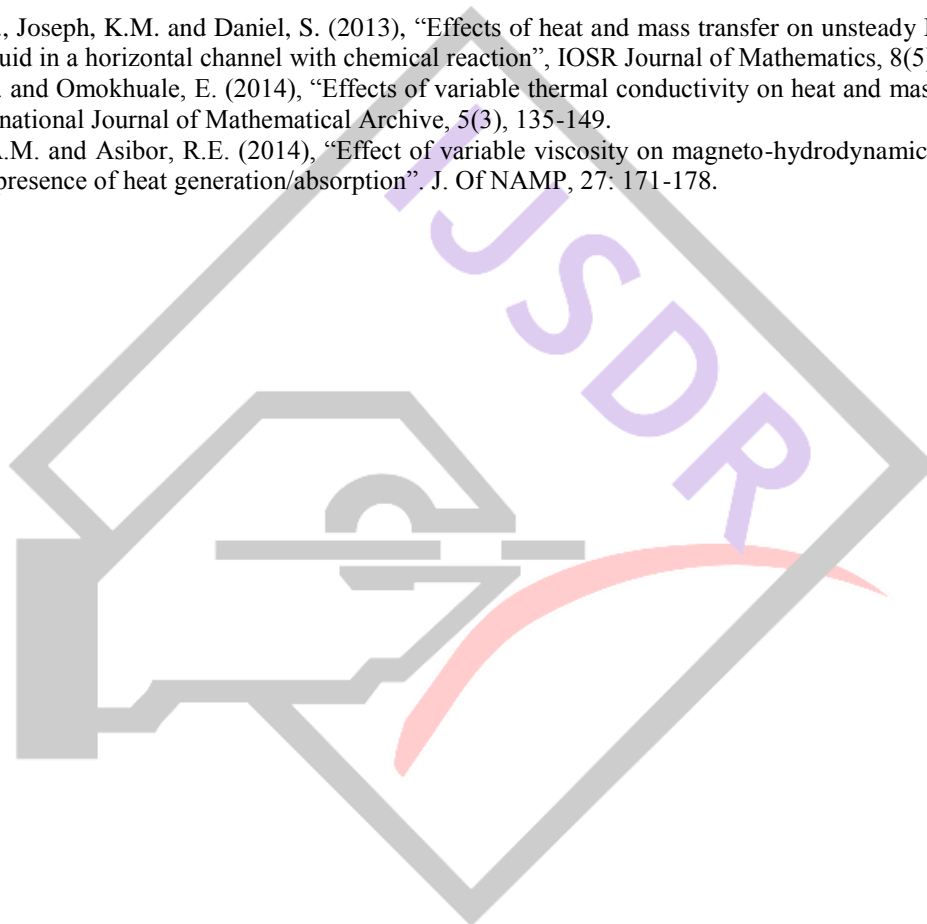 ., Joseph, K.M. and Daniel, S. (2013), “Effects of heat and mass transfer on unsteady
uid in a horizontal channel with chemical reaction”, IOSR Journal of Mathematics, 8(5)
. and Omokhuale, E. (2014), “Effects of variable thermal conductivity on heat and mas
national Journal of Mathematical Archive, 5(3), 135-149.
.M. and Asibor, R.E. (2014), “Effect of variable viscosity on magneto-hydrodynamic
presence of heat generation/absorption”. J. Of NAMP, 27: 171-178.
IJSDR